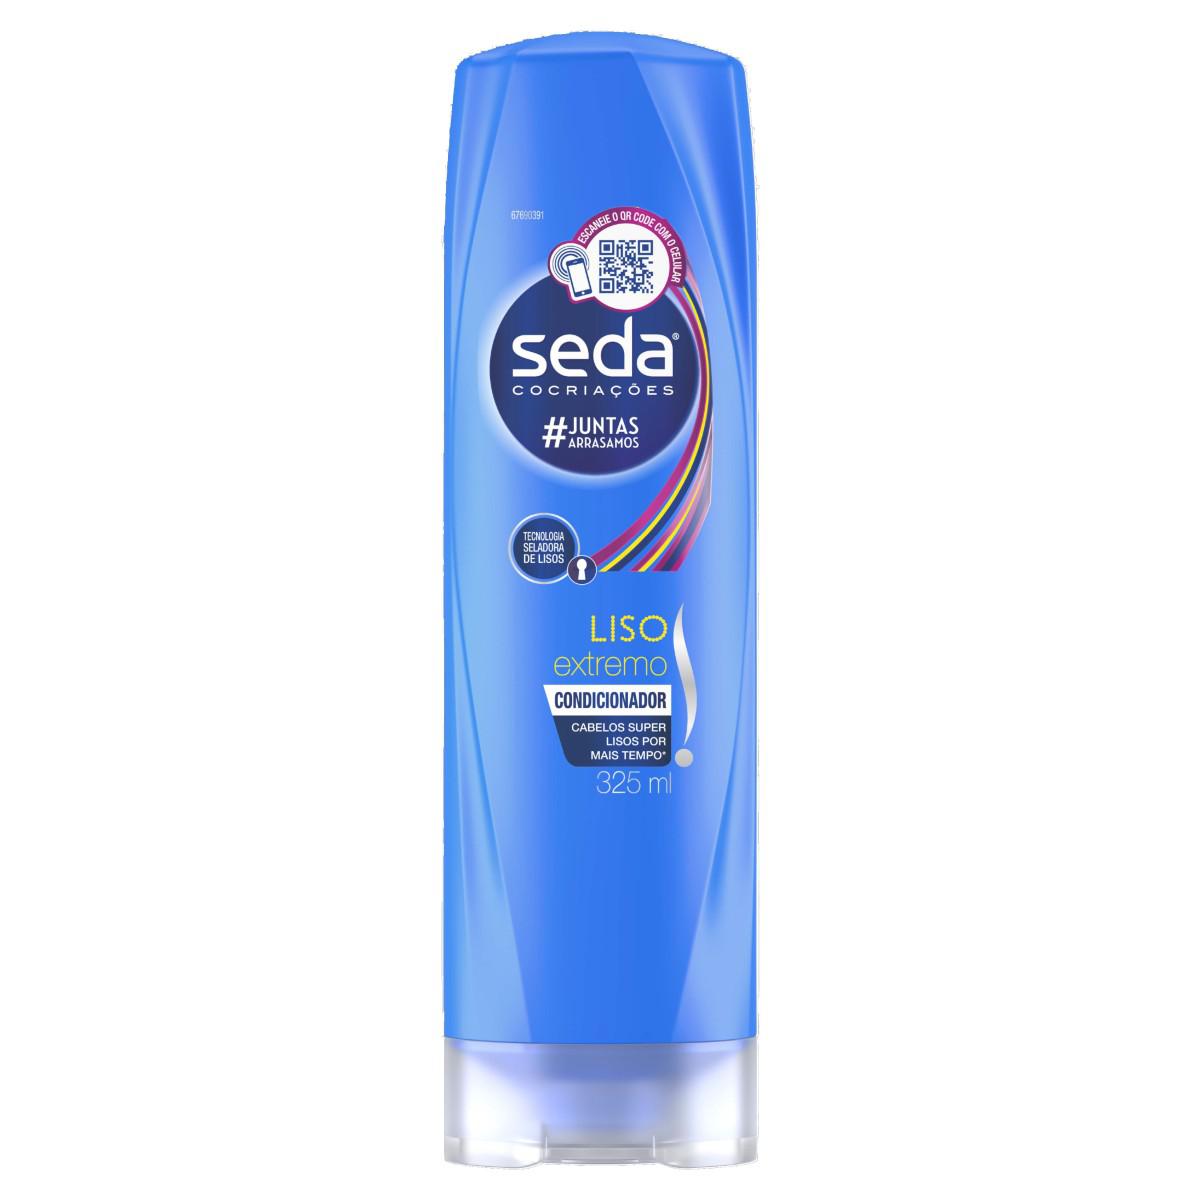 67690391
ESCANEIE O QR CODE COM O CELULAR
seda®
COCRIAÇÕES
#JUNTAS
ARRASAMOS
TECNOLOGIA
SELADORA
DE LISOS
LISO
extremo
CONDICIONADOR
CABELOS SUPER
LISOS POR
MAIS TEMPO*
325 ml